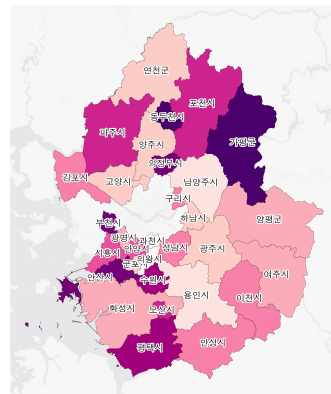 연천군
포천시
동두천시
파주시
가평군
양주시
의정부시
김포시
고양시
남양주시
구리시
하남시
양평군
부천시
광명시
과천시
시흥시
안양시
성남시
광주시
군포시
의왕시
안산시
수원시
여주시
용인시
이천시
화성시
오산시
평택시
안성시